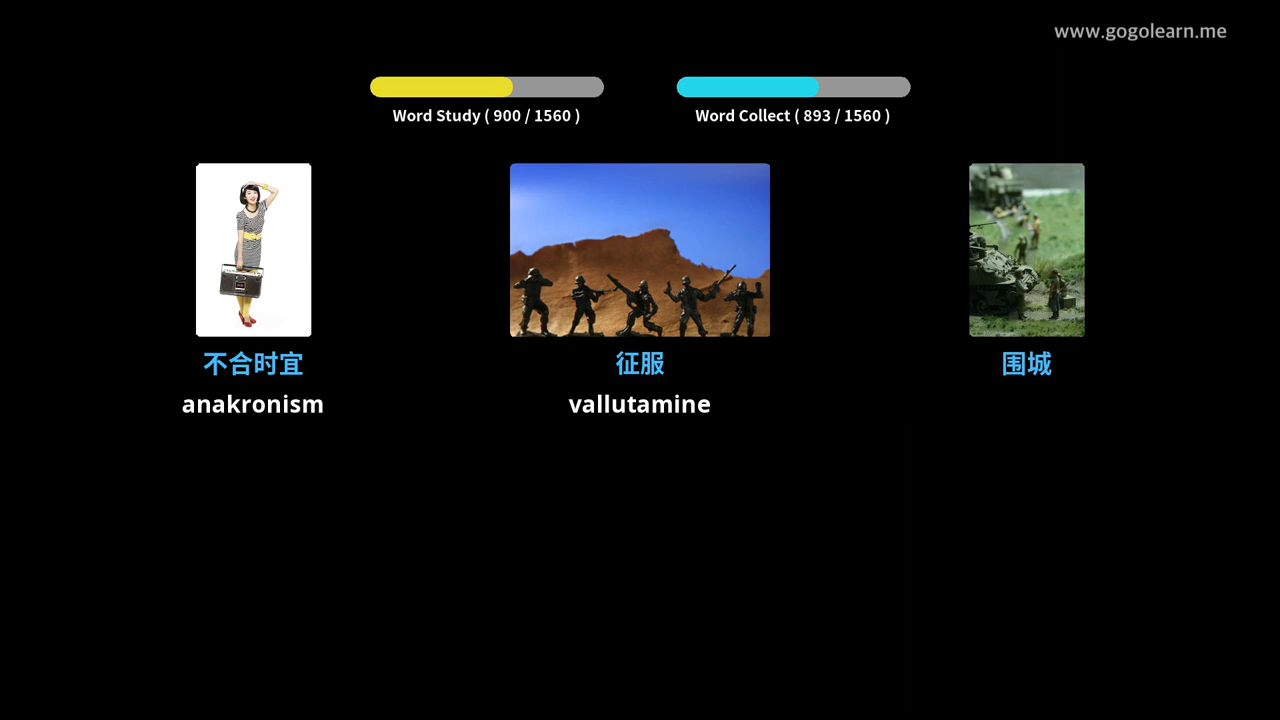 www.gogolearn.me
Word Study ( 900 / 1560 )
Word Collect ( 893 / 1560 )
不合时宜
征服
围城
anakronism
vallutamine